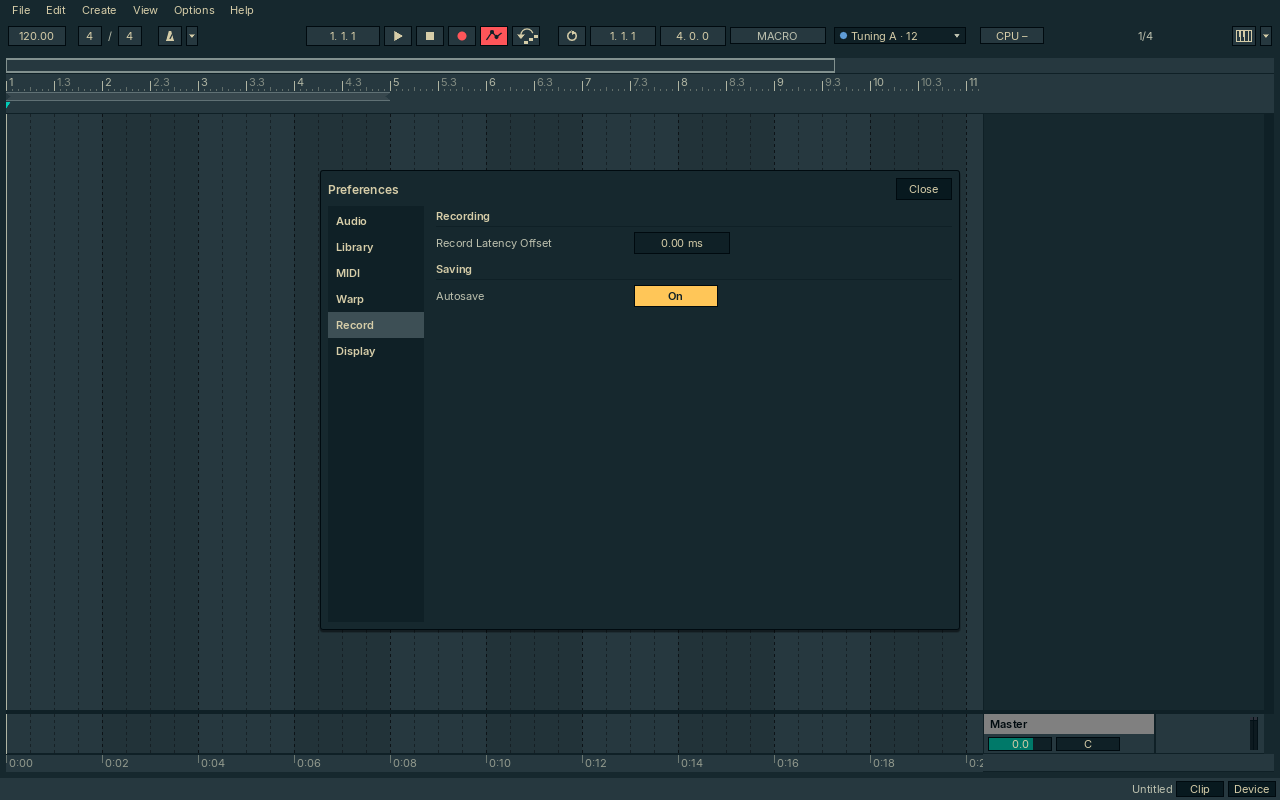 File Edit Create View Options Help
120.00 4 / 4 1. 1. 1 1. 1. 1 4. 0. 0 MACRO Tuning A · 12 CPU – 1/4
1 1.3 2 2.3 3 3.3 4 4.3 5 5.3 6 6.3 7 7.3 8 8.3 9 9.3 10 10.3 11
Preferences Close
Audio
Library
MIDI
Warp
Record
Display
Recording
Record Latency Offset 0.00 ms
Saving
Autosave On
Master
0.0 C
0:00 0:02 0:04 0:06 0:08 0:10 0:12 0:14 0:16 0:18
Untitled Clip Device